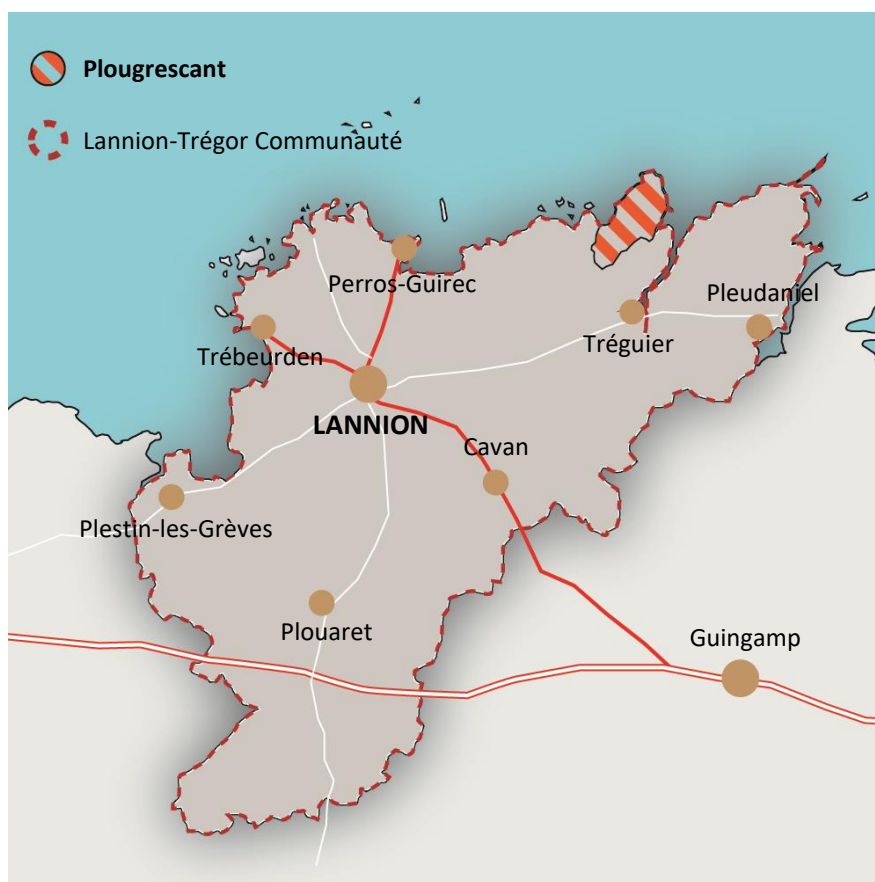 Plougrescant
Lannion-Trégor Communauté
Perros-Guirec
Pleudaniel
Trébeurden
Tréguier
LANNION
Cavan
Plestin-les-Grèves
Plouaret
Guingamp